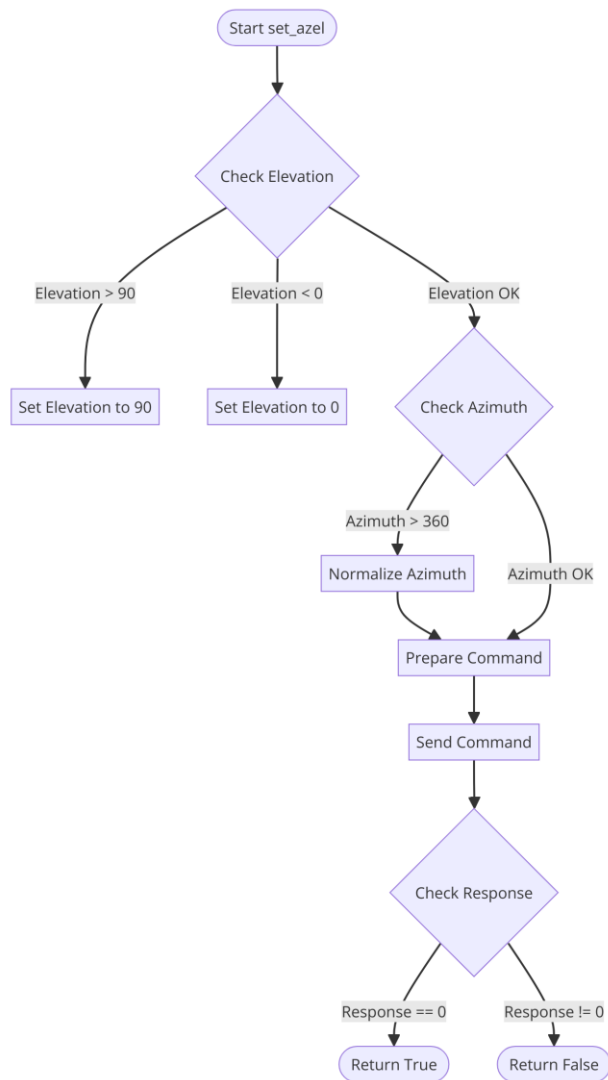 Start set_azel
Check Elevation
Elevation > 90
Elevation < 0
Elevation OK
Set Elevation to 90
Set Elevation to 0
Check Azimuth
Azimuth > 360
Normalize Azimuth
Azimuth OK
Prepare Command
Send Command
Check Response
Response == 0
Response != 0
Return True
Return False